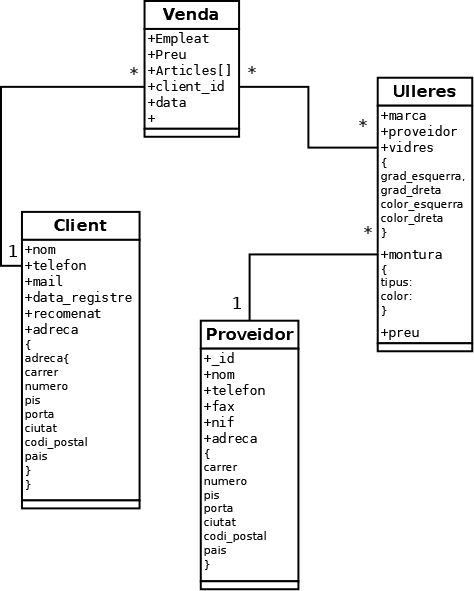 Venda
+Empleat
+Preu
+Articles[]
+client_id
+data
+
*
*
Ulleres
+marca
+proveidor
+vidres
{
grad_esquerra,
grad_dreta
color_esquerra
color_dreta
}
+montura
{
tipus:
color:
}
+preu
*
*
Client
+nom
+telefon
+mail
+data_registre
+recomenat
+adreca
{
adreca{
carrer
numero
pis
porta
ciutat
codi_postal
pais
}
}
1
1
Proveidor
+_id
+nom
+telefon
+fax
+nif
+adreca
{
carrer
numero
pis
porta
ciutat
codi_postal
pais
}